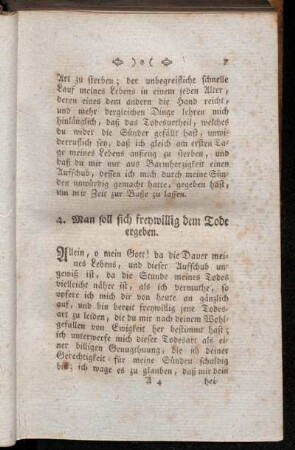 )o( 7
Art zu sterben; der unbegreifliche schnelle
Lauf meines Lebens in einem jeden Alter,
deren eines dem andern die Hand reicht,
und mehr dergleichen Dinge lehren mich
hinlänglich, daß das Todesurtheil, welches
du wider die Sünder gefällt hast, unwi-
derruflich sey, daß ich gleich am ersten Ta-
ge meines Lebens anfieng zu sterben, und
daß du mir nur aus Barmherzigkeit einen
Aufschub, dessen ich mich durch meine Sün-
den unwürdig gemacht hatte, gegeben hast,
um mir Zeit zur Buße zu lassen.
4. Man soll sich freywillig dem Tode
ergeben.
Allein, o mein Gott! da die Dauer mei-
nes Lebens, und dieser Aufschub un-
gewiß ist, da die Stunde meines Todes
vielleicht näher ist, als ich vermuthe, so
opfere ich mich dir von heute an gänzlich
auf, und bin bereit freywillig jene Todes-
art zu leiden, die du mir nach deinem Wohl-
gefallen von Ewigkeit her bestimmt hast;
ich unterwerfe mich dieser Todesart als ei-
ner billigen Genugthuung, die ich deiner
Gerechtigkeit für meine Sünden schuldig
bin; ich wage es zu glauben, daß mir dein
A 4 hei-